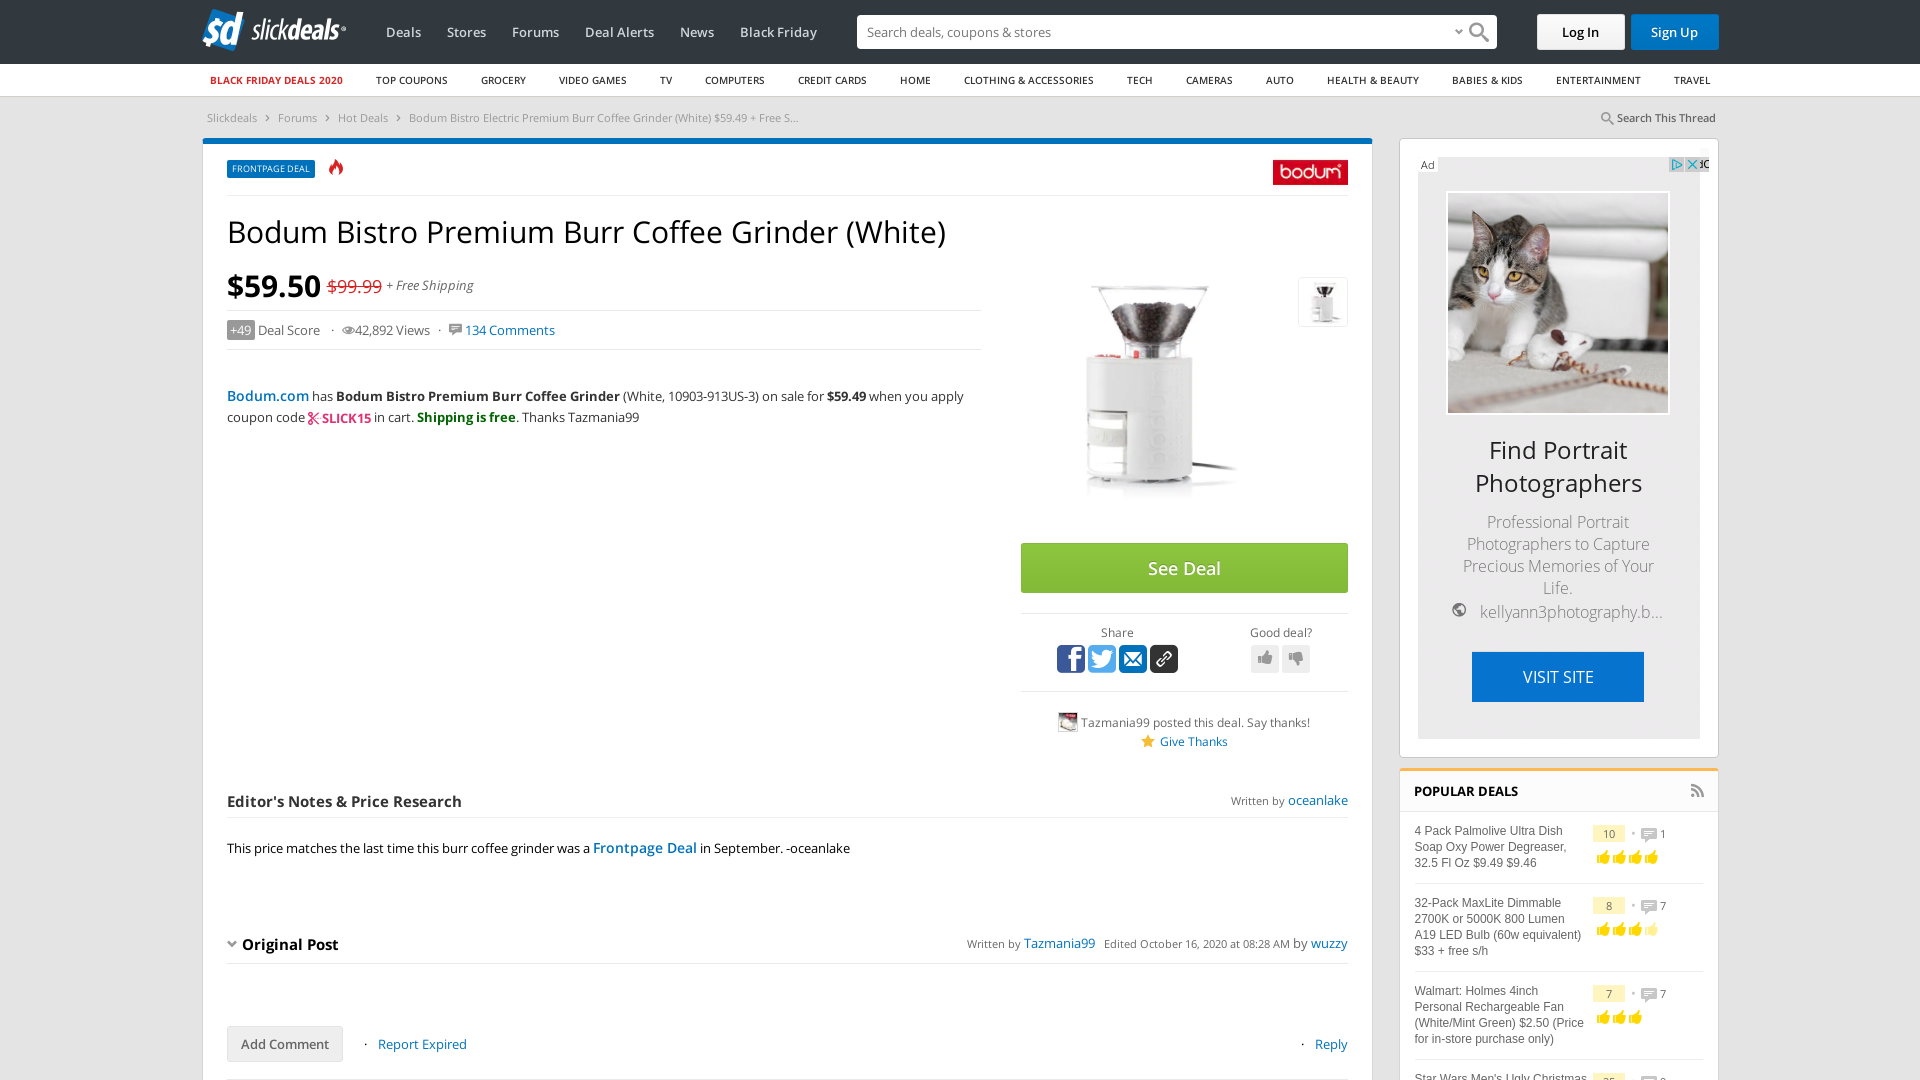 sd slickdeals
Deals Stores Forums Deal Alerts News Black Friday
Search deals, coupons & shopping
Log In Sign Up
BLACK FRIDAY DEALS 2020 TOP COUPONS GROCERY VIDEO GAMES TV COMPUTERS CREDIT CARDS HOME CLOTHING & ACCESSORIES TECH CAMERAS AUTO HEALTH & BEAUTY BABIES & KIDS ENTERTAINMENT TRAVEL
Slickdeals › Forums › Hot Deals › Bodum Bistro Electric Premium Burr Coffee Grinder (White) $59.49 + Free S...
Search This Thread
FRONTPAGE DEAL
bodum
Bodum Bistro Premium Burr Coffee Grinder (White)
$59.50 $99.99 + Free Shipping
+49 Deal Score · 42,892 Views · 134 Comments
Bodum.com has Bodum Bistro Premium Burr Coffee Grinder (White, 10903-913US-3) on sale for $59.49 when you apply
coupon code SLICK15 in cart. Shipping is free. Thanks Tazmania99
See Deal
Share
Good deal?
Tazmania99 posted this deal. Say thanks!
Give Thanks
Editor's Notes & Price Research
Written by oceanlake
This price matches the last time this burr coffee grinder was a Frontpage Deal in September. -oceanlake
Original Post
Written by Tazmania99 Edited October 16, 2020 at 08:28 AM by wuzzy
Add Comment · Report Expired
· Reply
Ad
Find Portrait
Photographers
Professional Portrait
Photographers to Capture
Precious Memories of Your
Life.
kellyann3photography.b...
VISIT SITE
POPULAR DEALS
4 Pack Palmolive Ultra Dish
Soap Oxy Power Degreaser,
32.5 Fl Oz $9.49 $9.46
10 • 1
32-Pack MaxLite Dimmable
2700K or 5000K 800 Lumen
A19 LED Bulb (60w equivalent)
$33 + free s/h
8 • 7
Walmart: Holmes 4inch
Personal Rechargeable Fan
(White/Mint Green) $2.50 (Price
for in-store purchase only)
7 • 7
Star Wars Men's Ugly Christmas